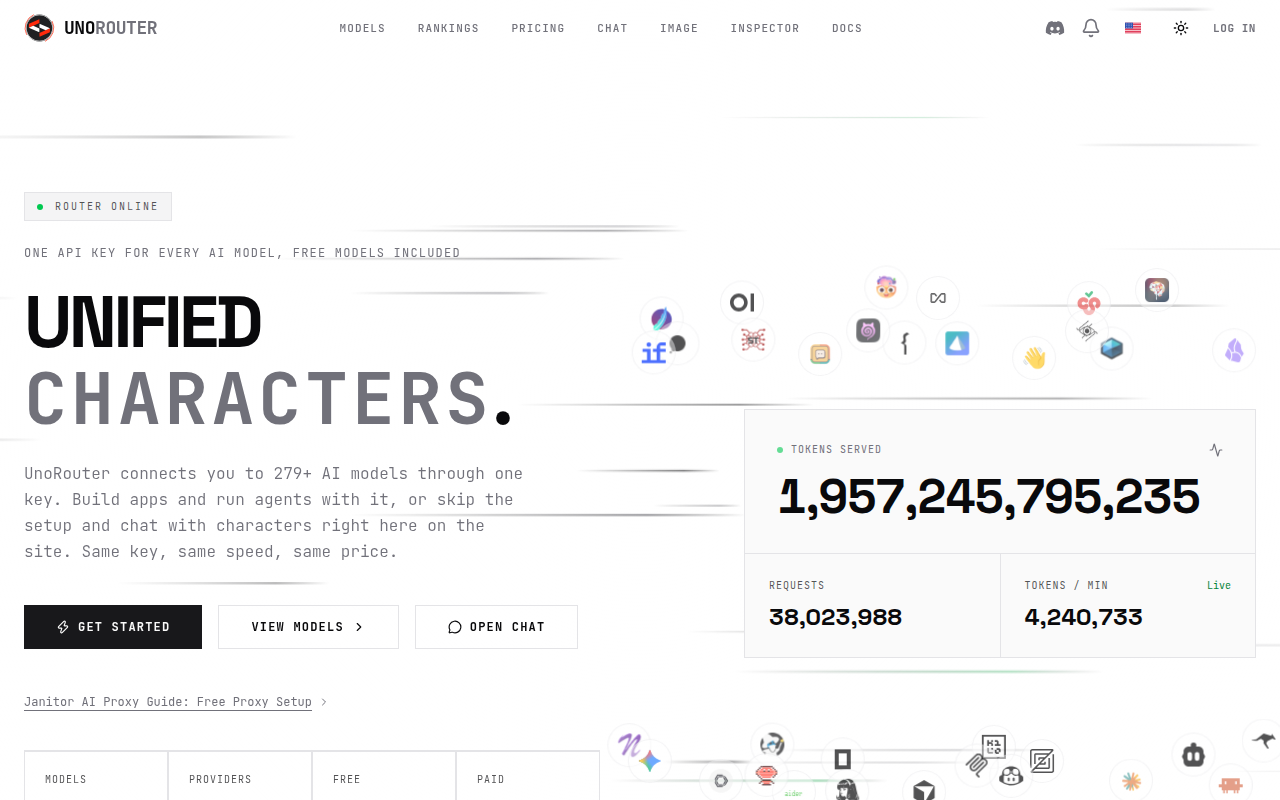 UNOROUTER
MODELS RANKINGS PRICING CHAT IMAGE INSPECTOR DOCS
LOG IN
ROUTER ONLINE
ONE API KEY FOR EVERY AI MODEL, FREE MODELS INCLUDED
UNIFIED
CHARACTERS.
UnoRouter connects you to 279+ AI models through one
key. Build apps and run agents with it, or skip the
setup and chat with characters right here on the
site. Same key, same speed, same price.
GET STARTED
VIEW MODELS
OPEN CHAT
Janitor AI Proxy Guide: Free Proxy Setup
MODELS
PROVIDERS
FREE
PAID
if
OI
ST
TOKENS SERVED
1,957,245,795,235
REQUESTS
38,023,988
TOKENS / MIN
Live
4,240,733
aider